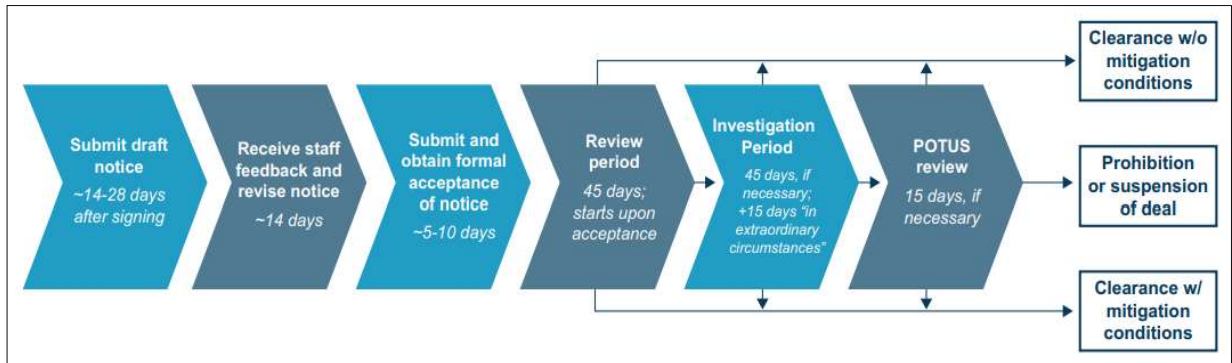 Submit draft
notice
~14-28 days
after signing
Receive staff
feedback and
revise notice
~14 days
Submit and
obtain formal
acceptance
of notice
~5-10 days
Review
period
45 days;
starts upon
acceptance
Investigation
Period
45 days, if
necessary;
+15 days “in
extraordinary
circumstances”
POTUS
review
15 days, if
necessary
Clearance w/o
mitigation
conditions
Prohibition
or suspension
of deal
Clearance w/
mitigation
conditions